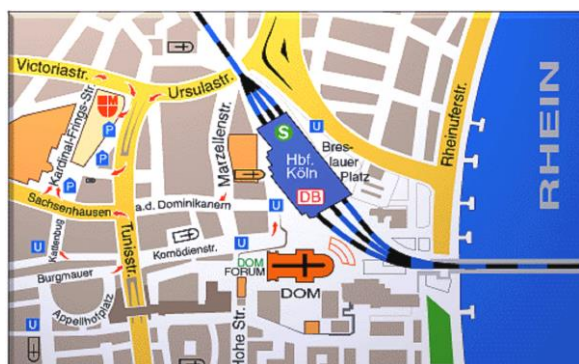 Victoriastr.
Ursulastr.
M
P
P
P
Kardinal-Frings-Str.
Marzellenstr.
S
U
Hbf.
Köln
DB
Bres-
lauer
Platz
Rheinuferstr.
RHEIN
Sachsenhausen
a.d. Dominikanern
U
Kattenbug
Tunisstr.
U
Komödienstr.
U
Burgmauer
DOM
FORUM
DOM
Appellhofplatz
U
Hohe Str.